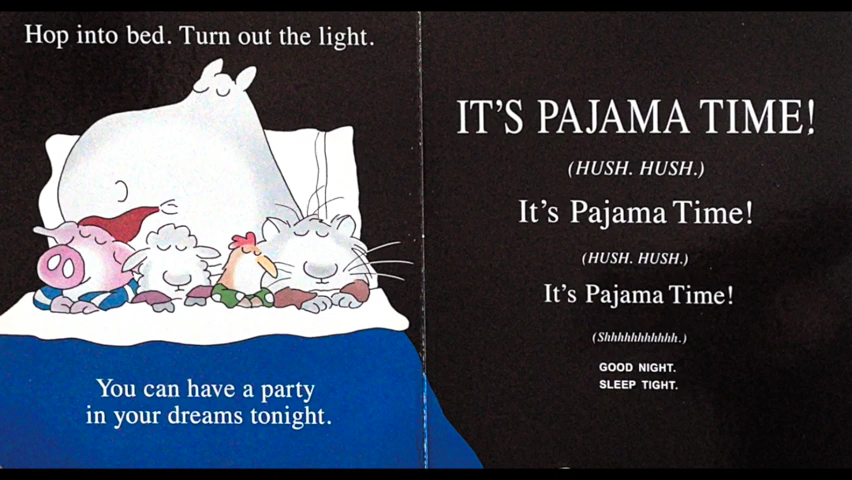 Hop into bed. Turn out the light.
You can have a party
in your dreams tonight.
IT'S PAJAMA TIME!
(HUSH. HUSH.)
It's Pajama Time!
(HUSH. HUSH.)
It's Pajama Time!
(Shhhhhhhhhhh.)
GOOD NIGHT.
SLEEP TIGHT.